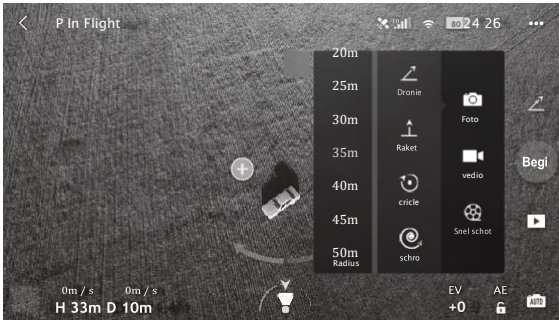 P In Flight
80 24 26
20m
25m
30m
35m
40m
45m
50m
Radius
Dronie
Raket
cricle
schro
Foto
vedio
Snel schot
Begi
0m / s 0m / s
H 33m D 10m
EV
+0
AE
AUTO